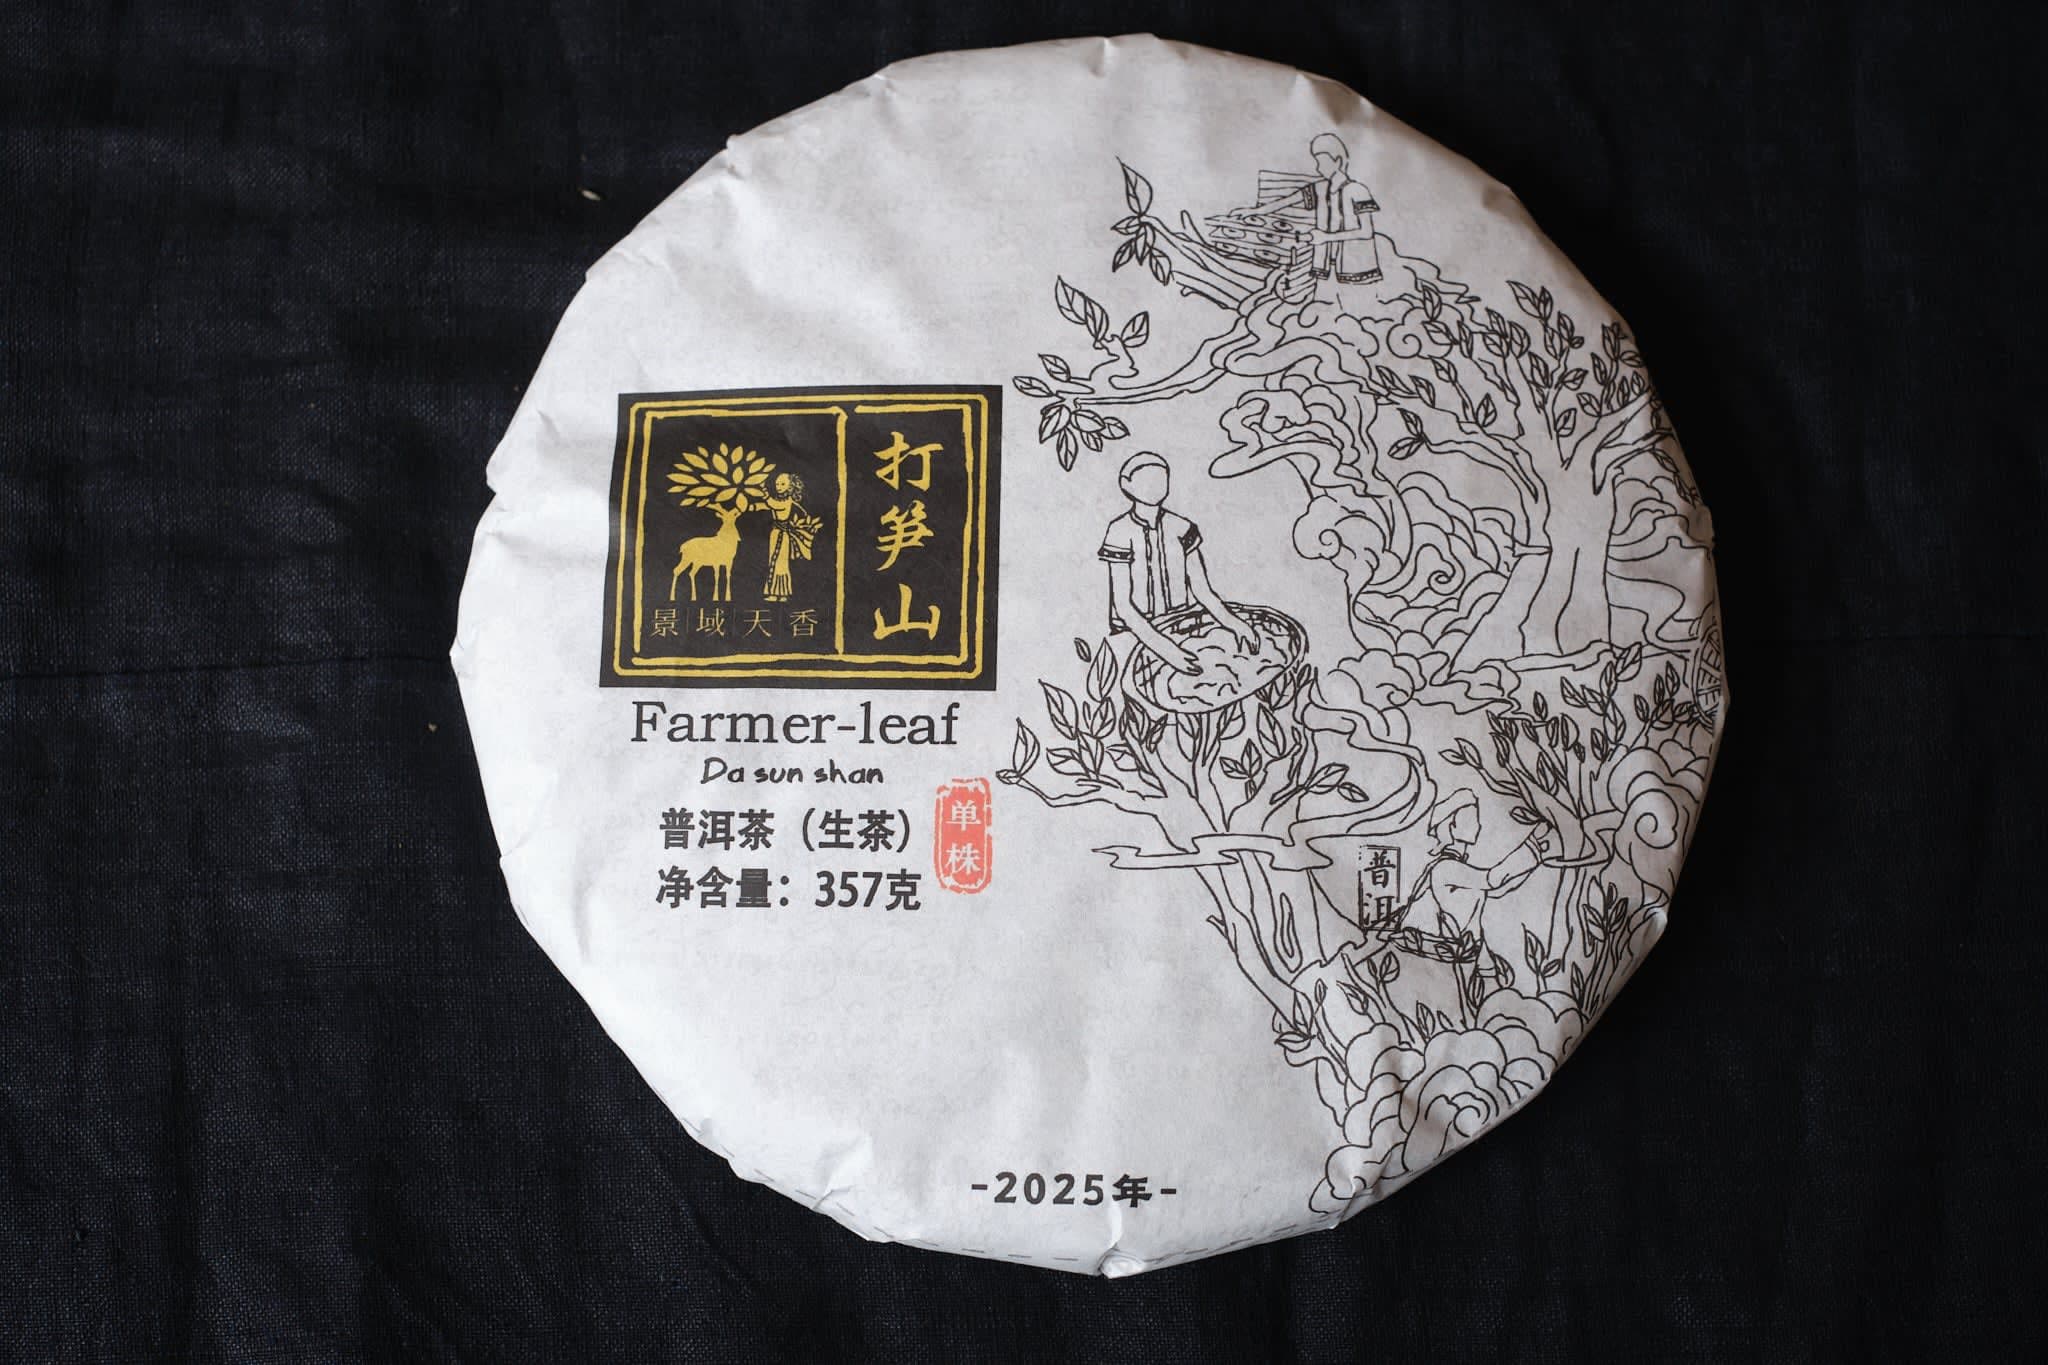 打笋山
景域天香
Farmer-leaf
Da sun shan
普洱茶（生茶）
净含量：357克
单株
普洱
-2025年-